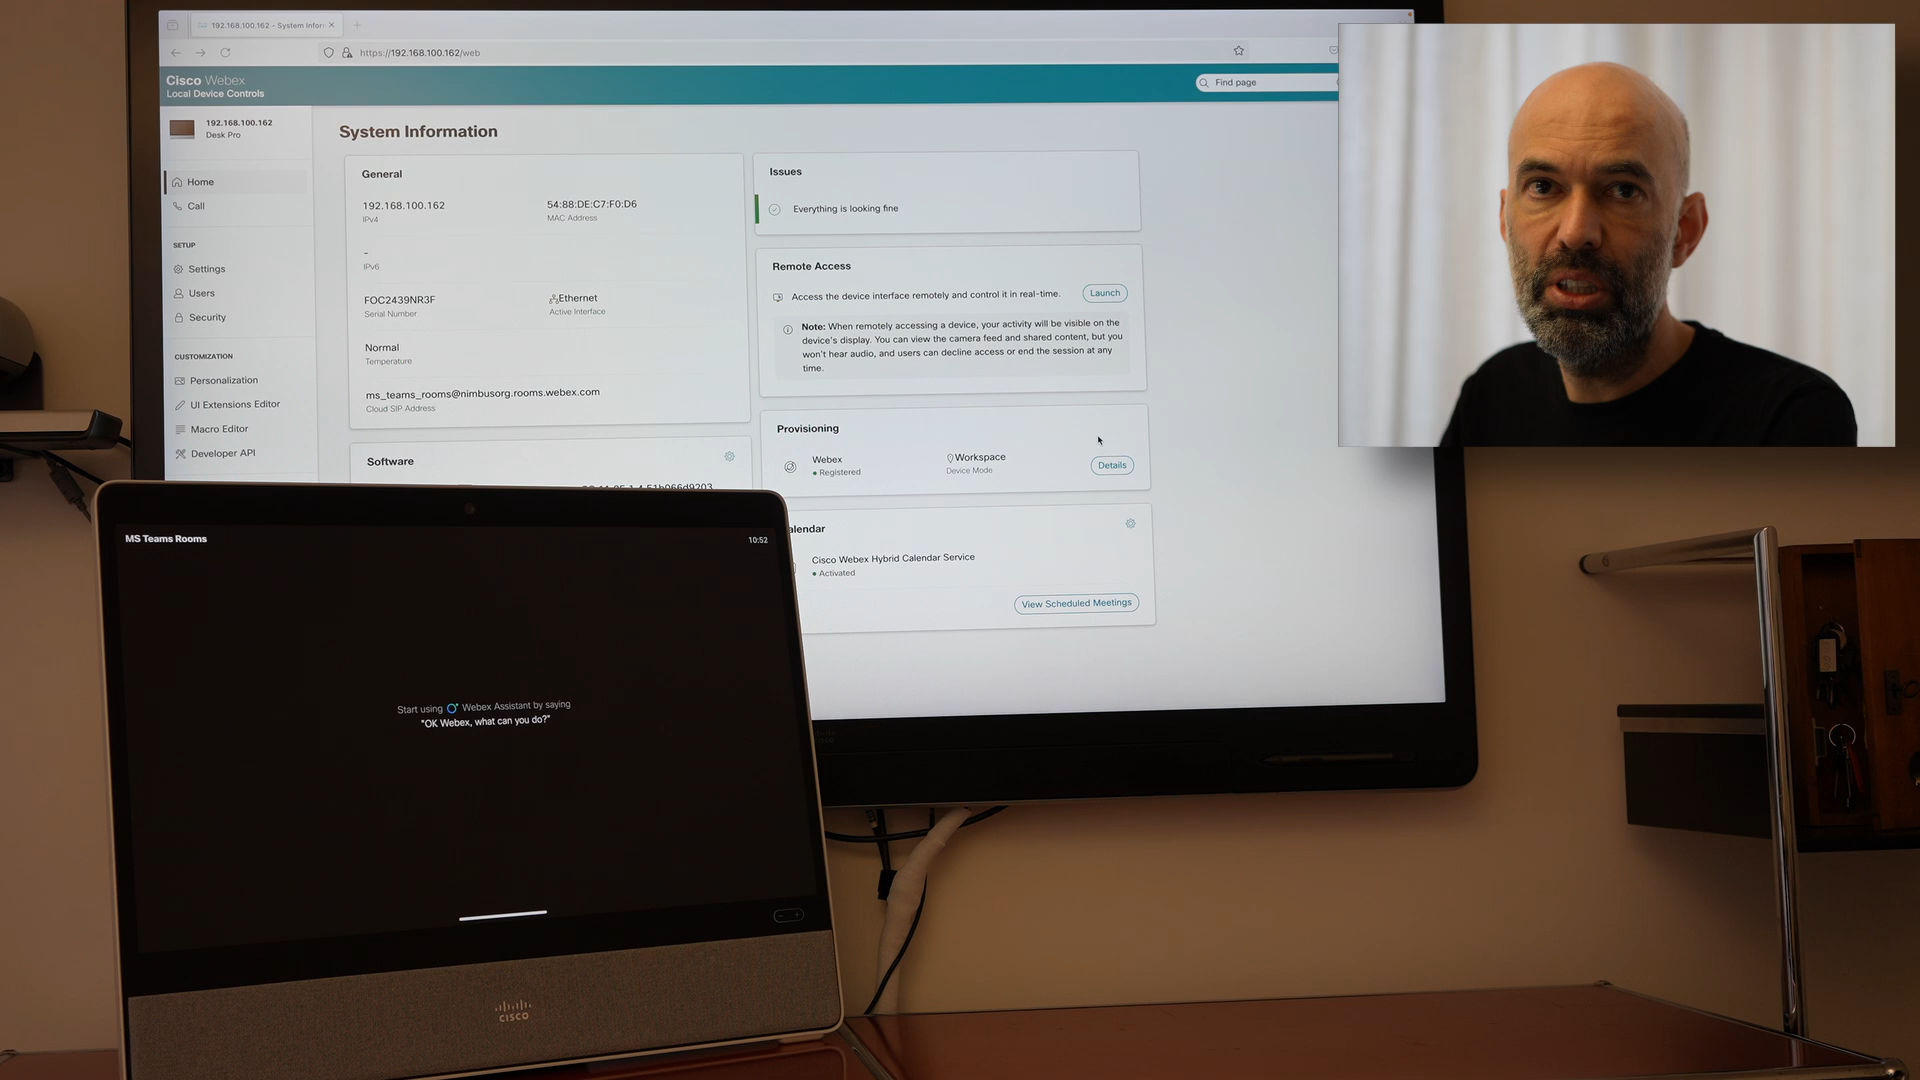 192.168.100.162 – System Infor
https://192.168.100.162/web
Cisco Webex
Local Device Controls
Find page
192.168.100.162
Desk Pro
Home
Call
SETUP
Settings
Users
Security
CUSTOMIZATION
Personalization
UI Extensions Editor
Macro Editor
Developer API
System Information
General
192.168.100.162
IPv4
54:88:DE:C7:F0:D6
MAC Address
-
IPv6
FOC2439NR3F
Serial Number
Ethernet
Active Interface
Normal
Temperature
ms_teams_rooms@nimbusorg.rooms.webex.com
Cloud SIP Address
Software
Issues
Everything is looking fine
Remote Access
Access the device interface remotely and control it in real-time.
Launch
Note: When remotely accessing a device, your activity will be visible on the
device's display. You can view the camera feed and shared content, but you
won't hear audio, and users can decline access or end the session at any
time.
Provisioning
Webex
Registered
Workspace
Device Mode
Details
alendar
Cisco Webex Hybrid Calendar Service
Activated
View Scheduled Meetings
MS Teams Rooms
10:52
Start using Webex Assistant by saying
"OK Webex, what can you do?"
CISCO